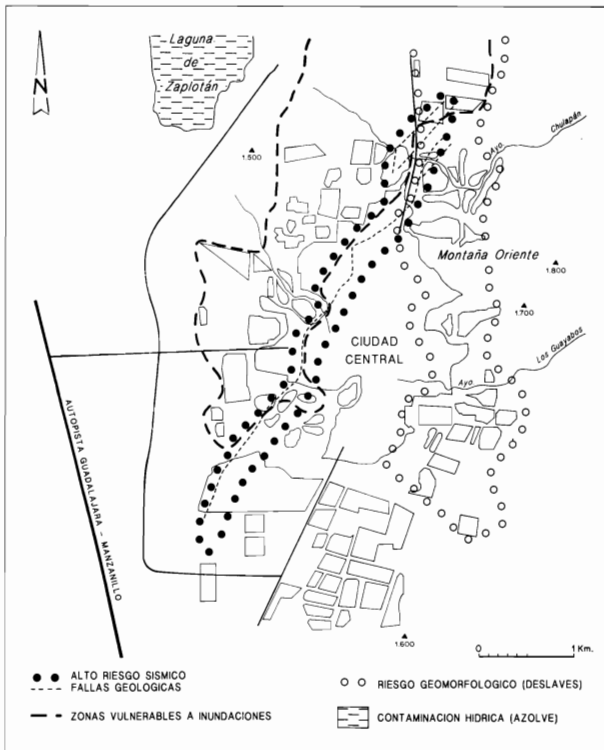 Laguna
de
Zaplotán
N
1.500
Ayo
Chulapán
Montaña Oriente
1.800
1.700
CIUDAD
CENTRAL
Los Guayabos
Ayo
AUTOPISTA GUADALAJARA - MANZANILLO
1.600
0
1 Km.
ALTO RIESGO SISMICO
FALLAS GEOLOGICAS
ZONAS VULNERABLES A INUNDACIONES
RIESGO GEOMORFOLOGICO (DESLAVES)
CONTAMINACION HIDRICA (AZOLVE)